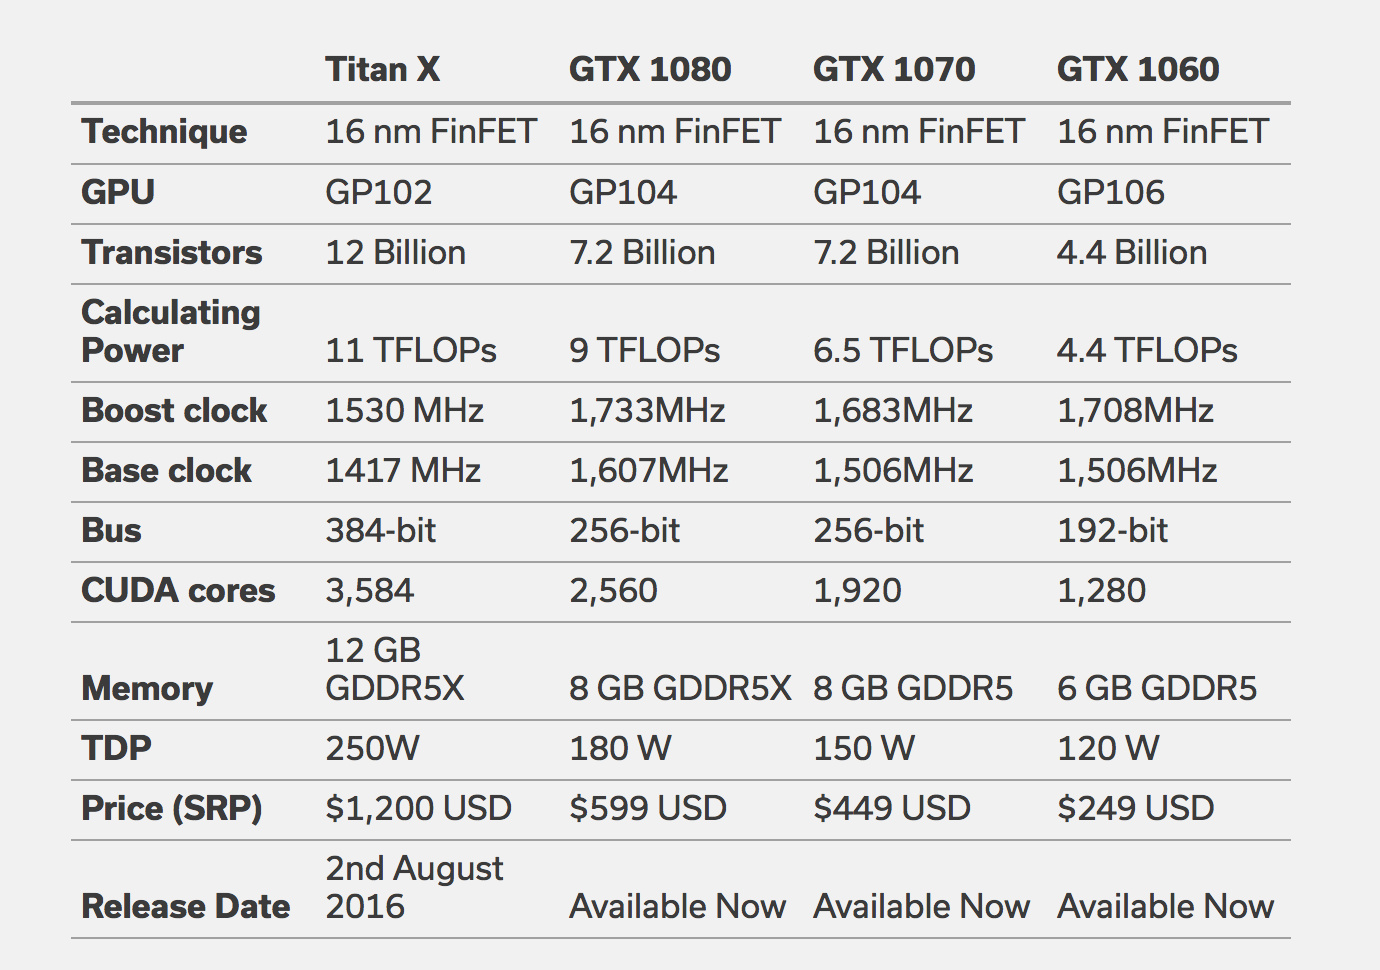 Titan X GTX 1080 GTX 1070 GTX 1060
Technique 16 nm FinFET 16 nm FinFET 16 nm FinFET 16 nm FinFET
GPU GP102 GP104 GP104 GP106
Transistors 12 Billion 7.2 Billion 7.2 Billion 4.4 Billion
Calculating
Power 11 TFLOPs 9 TFLOPs 6.5 TFLOPs 4.4 TFLOPs
Boost clock 1530 MHz 1,733MHz 1,683MHz 1,708MHz
Base clock 1417 MHz 1,607MHz 1,506MHz 1,506MHz
Bus 384-bit 256-bit 256-bit 192-bit
CUDA cores 3,584 2,560 1,920 1,280
12 GB
Memory GDDR5X 8 GB GDDR5X 8 GB GDDR5 6 GB GDDR5
TDP 250W 180 W 150 W 120 W
Price (SRP) $1,200 USD $599 USD $449 USD $249 USD
2nd August
Release Date 2016 Available Now Available Now Available Now